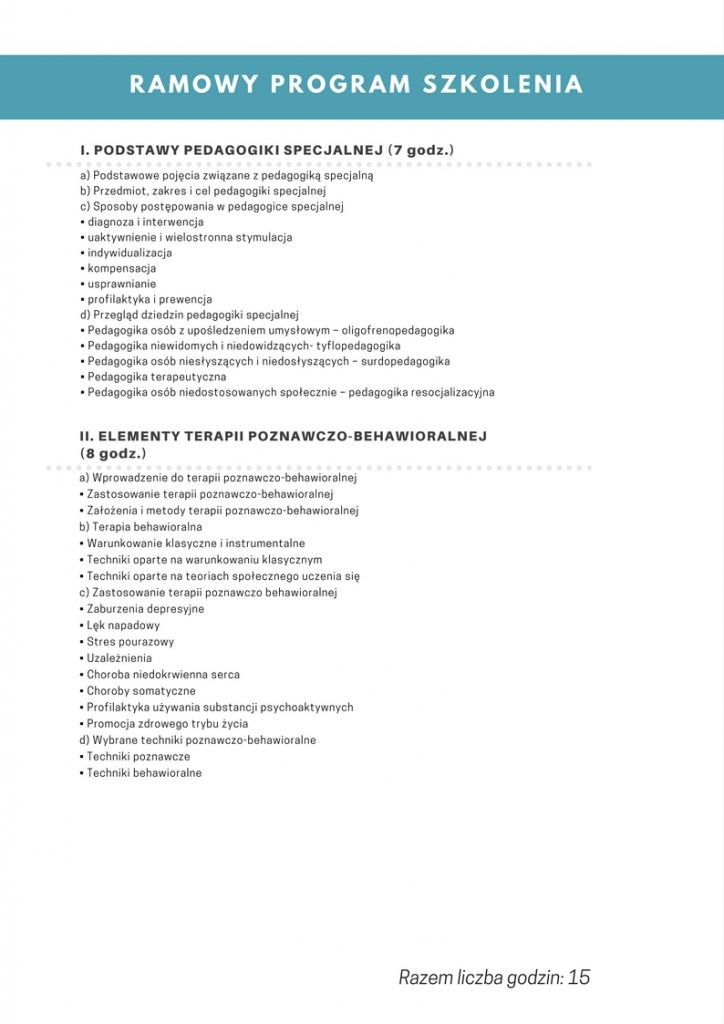 RAMOWY PROGRAM SZKOLENIA
I. PODSTAWY PEDAGOGIKI SPECJALNEJ (7 godz.)
a) Podstawowe pojęcia związane z pedagogiką specjalną
b) Przedmiot, zakres i cel pedagogiki specjalnej
c) Sposoby postępowania w pedagogice specjalnej
▪ diagnoza i interwencja
▪ uaktywnienie i wielostronna stymulacja
▪ indywidualizacja
▪ kompensacja
▪ usprawnianie
▪ profilaktyka i prewencja
d) Przegląd dziedzin pedagogiki specjalnej
▪ Pedagogika osób z upośledzeniem umysłowym – oligofrenopedagogika
▪ Pedagogika niewidomych i niedowidzących- tyflopedagogika
▪ Pedagogika osób niesłyszących i niedosłyszących – surdopedagogika
▪ Pedagogika terapeutyczna
▪ Pedagogika osób niedostosowanych społecznie – pedagogika resocjalizacyjna
II. ELEMENTY TERAPII POZNAWCZO-BEHAWIORALNEJ
(8 godz.)
a) Wprowadzenie do terapii poznawczo-behawioralnej
▪ Zastosowanie terapii poznawczo-behawioralnej
▪ Założenia i metody terapii poznawczo-behawioralnej
b) Terapia behawioralna
▪ Warunkowanie klasyczne i instrumentalne
▪ Techniki oparte na warunkowaniu klasycznym
▪ Techniki oparte na teoriach społecznego uczenia się
c) Zastosowanie terapii poznawczo behawioralnej
▪ Zaburzenia depresyjne
▪ Lęk napadowy
▪ Stres pourazowy
▪ Uzależnienia
▪ Choroba niedokrwienna serca
▪ Choroby somatyczne
▪ Profilaktyka używania substancji psychoaktywnych
▪ Promocja zdrowego trybu życia
d) Wybrane techniki poznawczo-behawioralne
▪ Techniki poznawcze
▪ Techniki behawioralne
Razem liczba godzin: 15